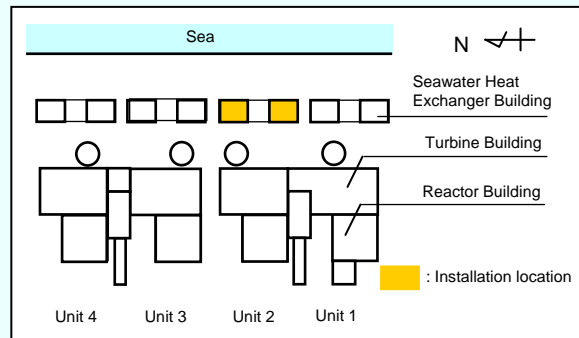 Sea
N
Seawater Heat
Exchanger Building
Turbine Building
Reactor Building
: Installation location
Unit 4
Unit 3
Unit 2
Unit 1